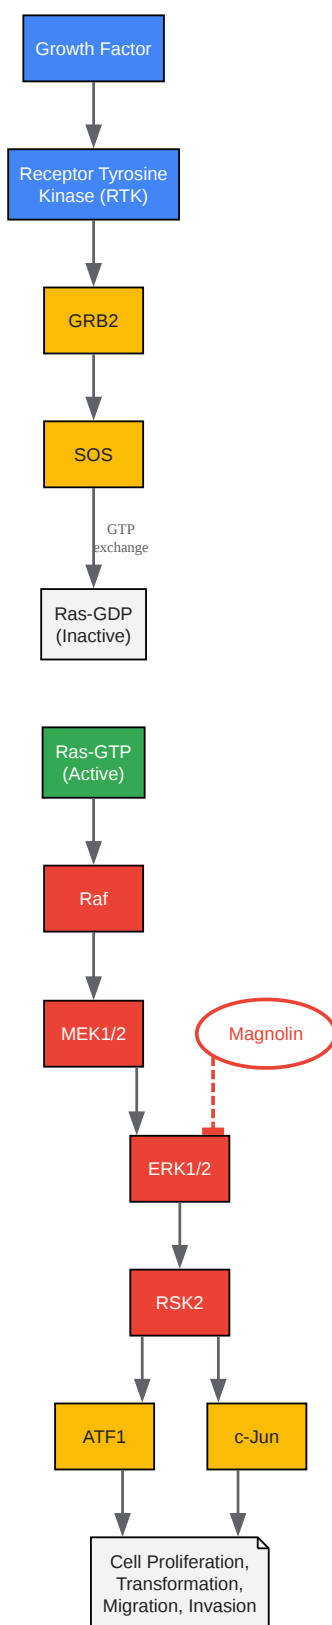 Growth Factor
Receptor Tyrosine
Kinase (RTK)
GRB2
SOS
GTP
exchange
Ras-GDP
(Inactive)
Ras-GTP
(Active)
Raf
MEK1/2
Magnolin
ERK1/2
RSK2
ATF1
c-Jun
Cell Proliferation,
Transformation,
Migration, Invasion